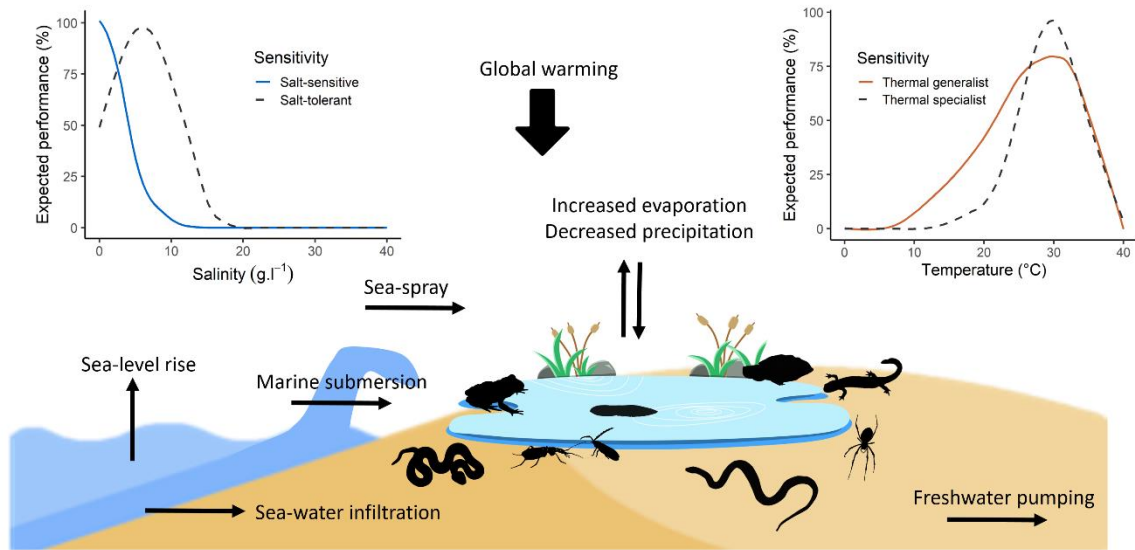 Expected performance (%)
100
75
50
25
0
0
10
20
30
40
Salinity (g.l⁻¹)
Sensitivity
Salt-sensitive
Salt-tolerant
Global warming
Increased evaporation
Decreased precipitation
Expected performance (%)
100
75
50
25
0
0
10
20
30
40
Temperature (°C)
Sensitivity
Thermal generalist
Thermal specialist
Sea-spray
Sea-level rise
Marine submersion
Sea-water infiltration
Freshwater pumping